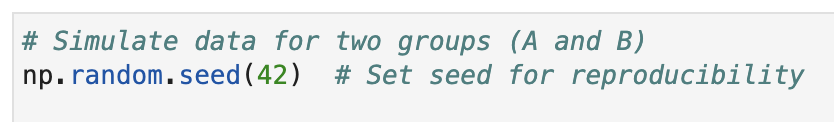 # Simulate data for two groups (A and B)
np.random.seed(42)  # Set seed for reproducibility